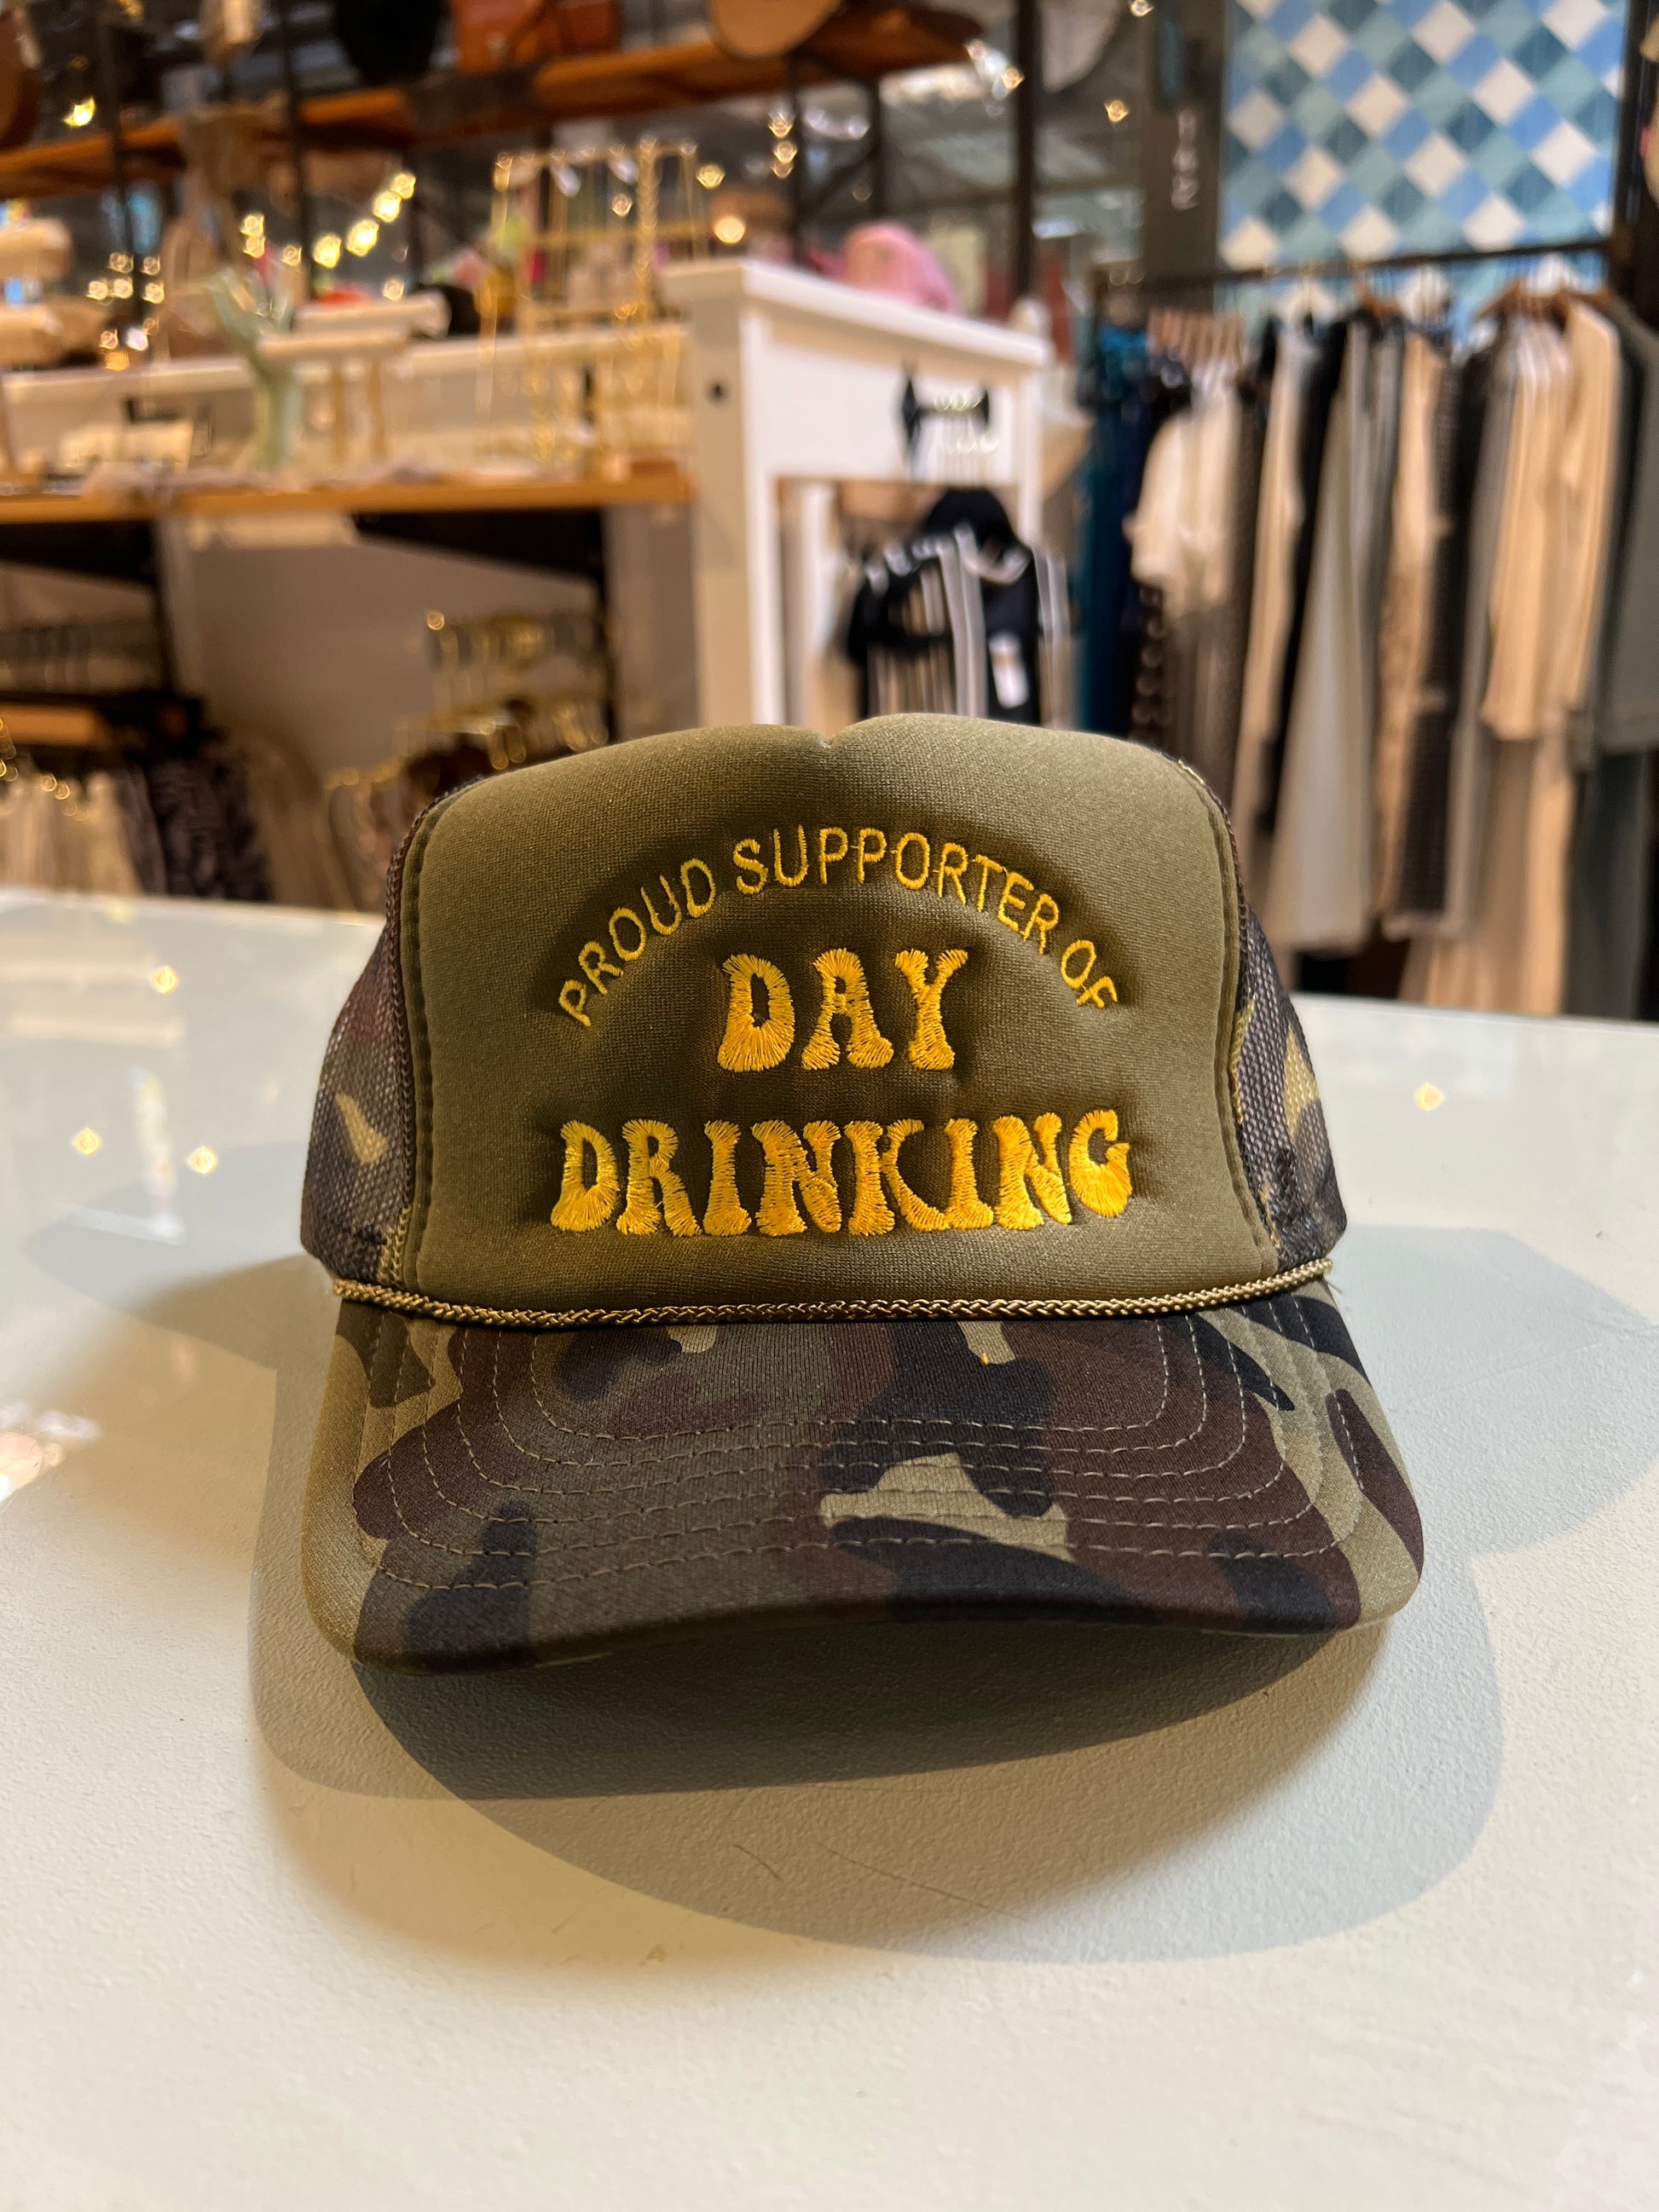 PROUD SUPPORTER OF
DAY
DRINKING